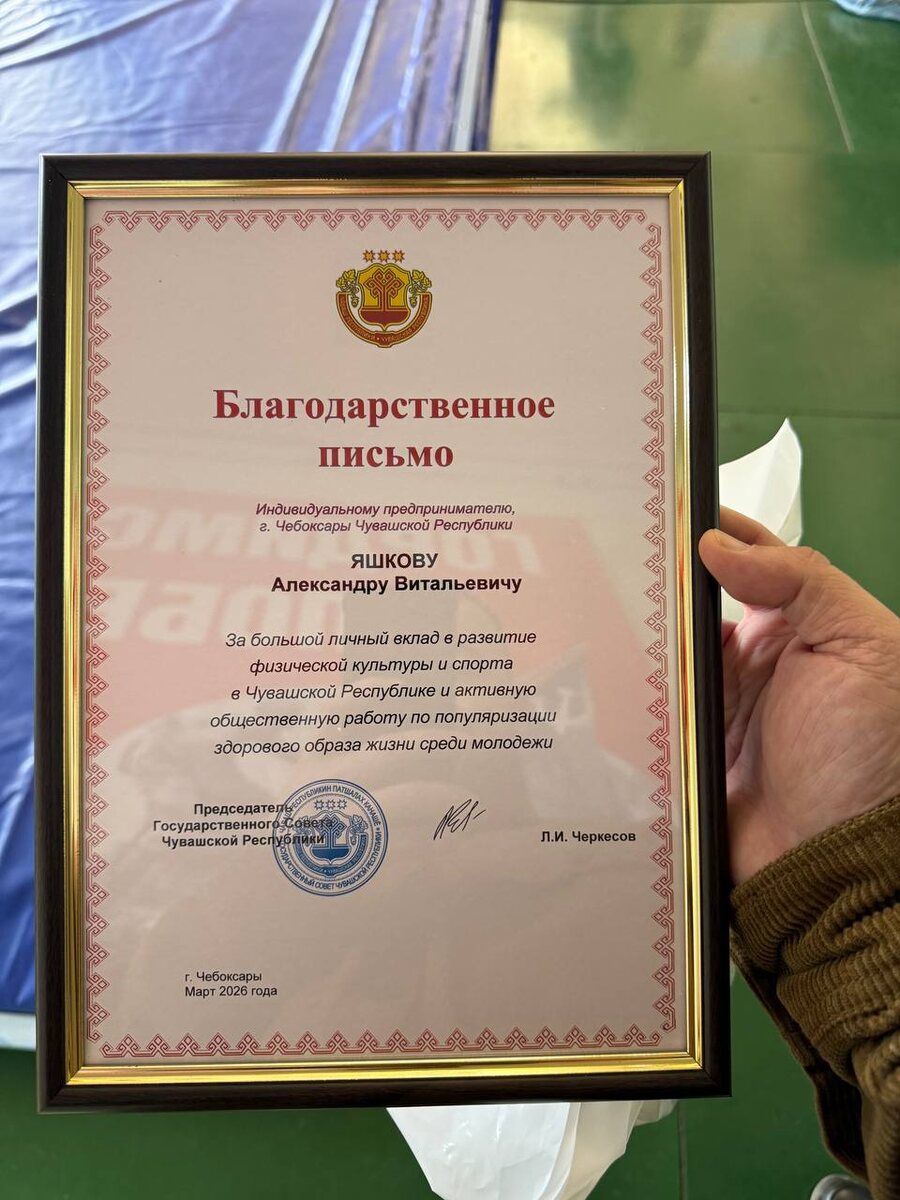 Благодарственное
письмо
Индивидуальному предпринимателю,
г. Чебоксары Чувашской Республики
ЯШКОВУ
Александру Витальевичу
За большой личный вклад в развитие
физической культуры и спорта
в Чувашской Республике и активную
общественную работу по популяризации
здорового образа жизни среди молодежи
Председатель
Государственного Совета
Чувашской Республики
Л.И. Черкесов
г. Чебоксары
Март 2026 года